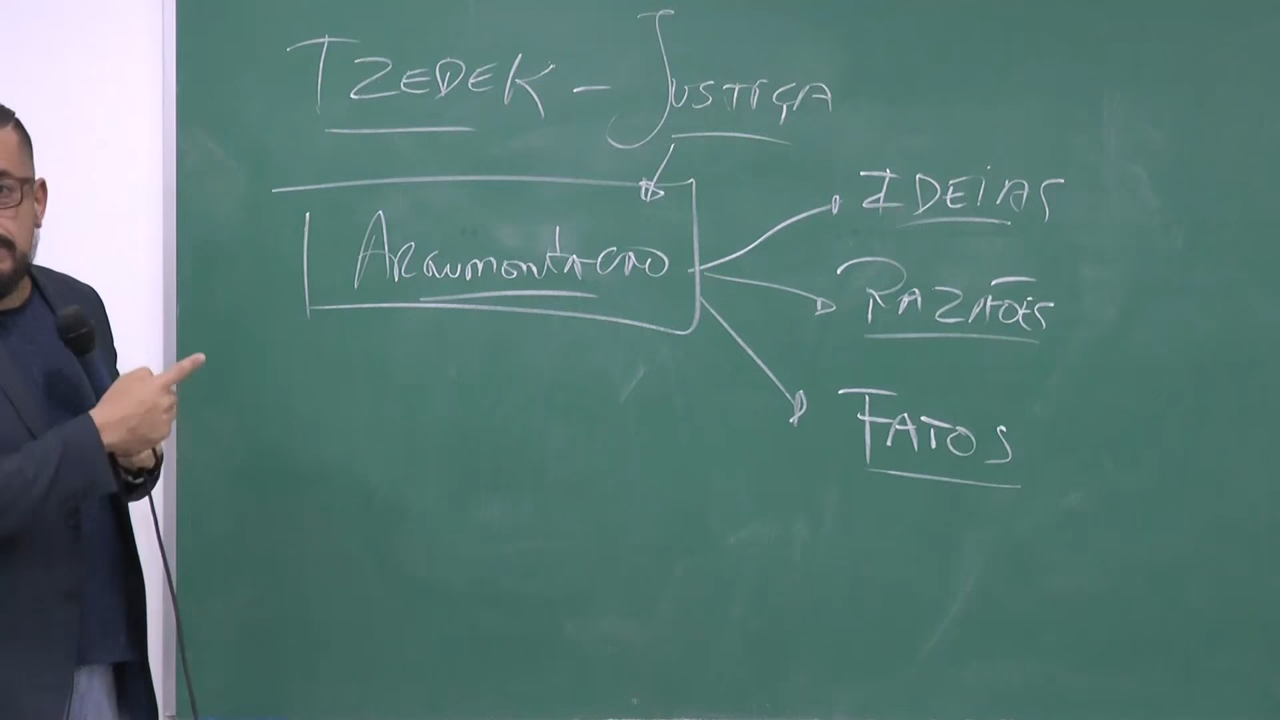 TZEDEK - JUSTIÇA
ARGUMENTAÇÃO
IDEIAS
RAZÕES
FATOS